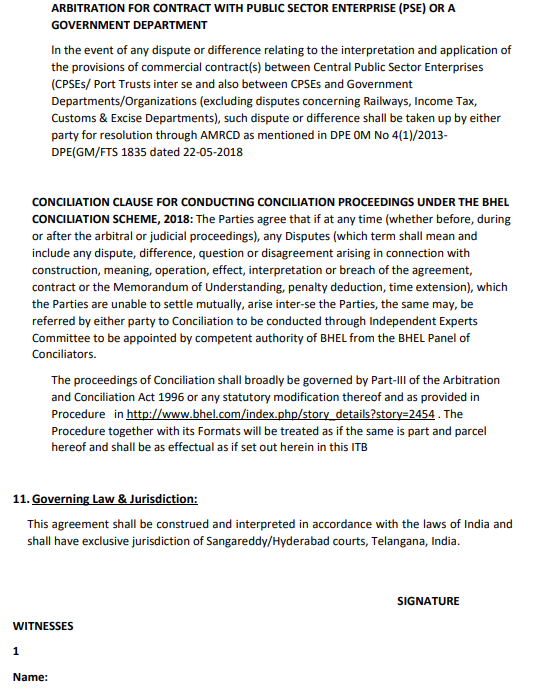 ARBITRATION FOR CONTRACT WITH PUBLIC SECTOR ENTERPRISE (PSE) OR A
GOVERNMENT DEPARTMENT
In the event of any dispute or difference relating to the interpretation and application of
the provisions of commercial contract(s) between Central Public Sector Enterprises
(CPSEs/ Port Trusts inter se and also between CPSEs and Government
Departments/Organizations (excluding disputes concerning Railways, Income Tax,
Customs & Excise Departments), such dispute or difference shall be taken up by either
party for resolution through AMRCD as mentioned in DPE 0M No 4(1)/2013-
DPE(GM/FTS 1835 dated 22-05-2018
CONCILIATION CLAUSE FOR CONDUCTING CONCILIATION PROCEEDINGS UNDER THE BHEL
CONCILIATION SCHEME, 2018: The Parties agree that if at any time (whether before, during
or after the arbitral or judicial proceedings), any Disputes (which term shall mean and
include any dispute, difference, question or disagreement arising in connection with
construction, meaning, operation, effect, interpretation or breach of the agreement,
contract or the Memorandum of Understanding, penalty deduction, time extension), which
the Parties are unable to settle mutually, arise inter-se the Parties, the same may, be
referred by either party to Conciliation to be conducted through Independent Experts
Committee to be appointed by competent authority of BHEL from the BHEL Panel of
Conciliators.
The proceedings of Conciliation shall broadly be governed by Part-III of the Arbitration
and Conciliation Act 1996 or any statutory modification thereof and as provided in
Procedure in http://www.bhel.com/index.php/story_details?story=2454 . The
Procedure together with its Formats will be treated as if the same is part and parcel
hereof and shall be as effectual as if set out herein in this ITB
11. Governing Law & Jurisdiction:
This agreement shall be construed and interpreted in accordance with the laws of India and
shall have exclusive jurisdiction of Sangareddy/Hyderabad courts, Telangana, India.
SIGNATURE
WITNESSES
1
Name: